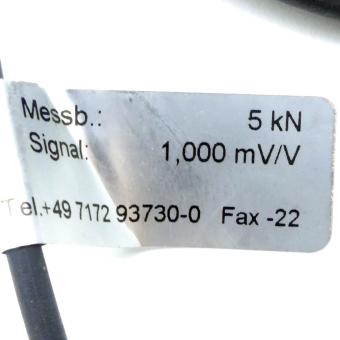 Messb.: 5 kN
Signal: 1,000 mV/V
Tel.+49 7172 93730-0 Fax -22